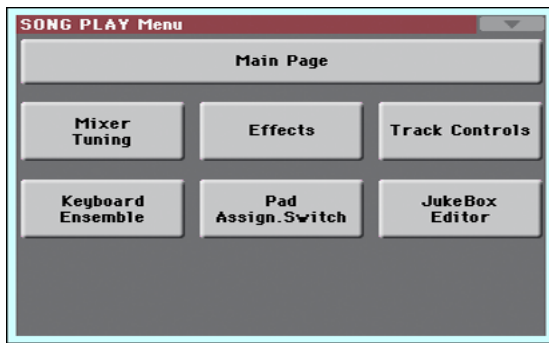 SONG PLAY Menu
Main Page
Mixer
Tuning
Effects
Track Controls
Keyboard
Ensemble
Pad
Assign.Switch
JukeBox
Editor